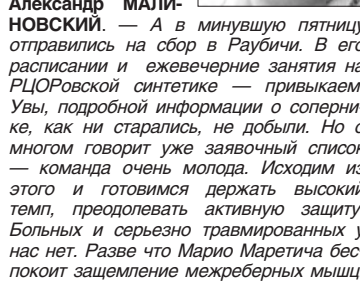 Александр МАЛИ-
НОВСКИЙ. — А в минувшую пятницу
отправились на сбор в Раубичи. В его
расписании и ежевечерние занятия на
РЦОРовской синтетике — привыкаем.
Увы, подробной информации о соперни-
ке, как ни старались, не добыли. Но о
многом говорит уже заявочный список
— команда очень молода. Исходим из
этого и готовимся держать высокий
темп, преодолевать активную защиту.
Больных и серьезно травмированных у
нас нет. Разве что Марио Маретича бес-
покоит защемление межреберных мышц,